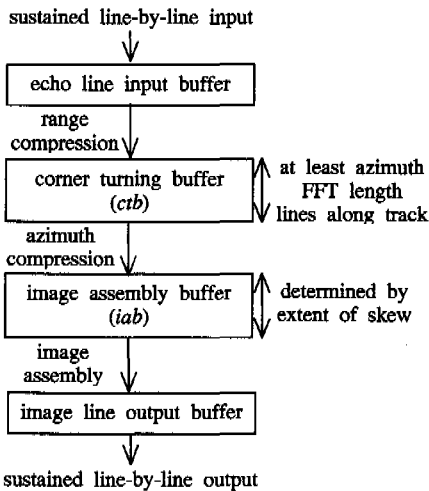 sustained line-by-line input
echo line input buffer
range
compression
corner turning buffer
(ctb)
at least azimuth
FFT length
lines along track
azimuth
compression
image assembly buffer
(iab)
determined by
extent of skew
image
assembly
image line output buffer
sustained line-by-line output